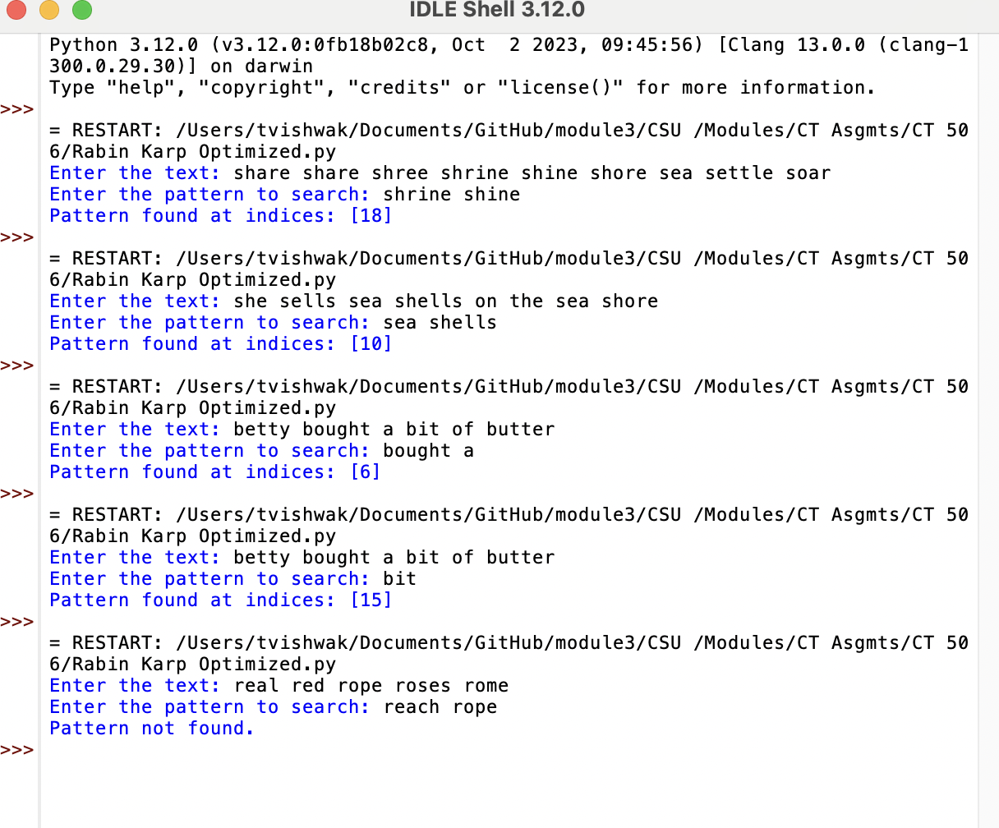 IDLE Shell 3.12.0
Python 3.12.0 (v3.12.0:0fb18b02c8, Oct  2 2023, 09:45:56) [Clang 13.0.0 (clang-1
300.0.29.30)] on darwin
Type "help", "copyright", "credits" or "license()" for more information.
>>>
= RESTART: /Users/tvishwak/Documents/GitHub/module3/CSU /Modules/CT Asgmts/CT 50
6/Rabin Karp Optimized.py
Enter the text: share share shree shrine shine shore sea settle soar
Enter the pattern to search: shrine shine
Pattern found at indices: [18]
>>>
= RESTART: /Users/tvishwak/Documents/GitHub/module3/CSU /Modules/CT Asgmts/CT 50
6/Rabin Karp Optimized.py
Enter the text: she sells sea shells on the sea shore
Enter the pattern to search: sea shells
Pattern found at indices: [10]
>>>
= RESTART: /Users/tvishwak/Documents/GitHub/module3/CSU /Modules/CT Asgmts/CT 50
6/Rabin Karp Optimized.py
Enter the text: betty bought a bit of butter
Enter the pattern to search: bought a
Pattern found at indices: [6]
>>>
= RESTART: /Users/tvishwak/Documents/GitHub/module3/CSU /Modules/CT Asgmts/CT 50
6/Rabin Karp Optimized.py
Enter the text: betty bought a bit of butter
Enter the pattern to search: bit
Pattern found at indices: [15]
>>>
= RESTART: /Users/tvishwak/Documents/GitHub/module3/CSU /Modules/CT Asgmts/CT 50
6/Rabin Karp Optimized.py
Enter the text: real red rope roses rome
Enter the pattern to search: reach rope
Pattern not found.
>>>